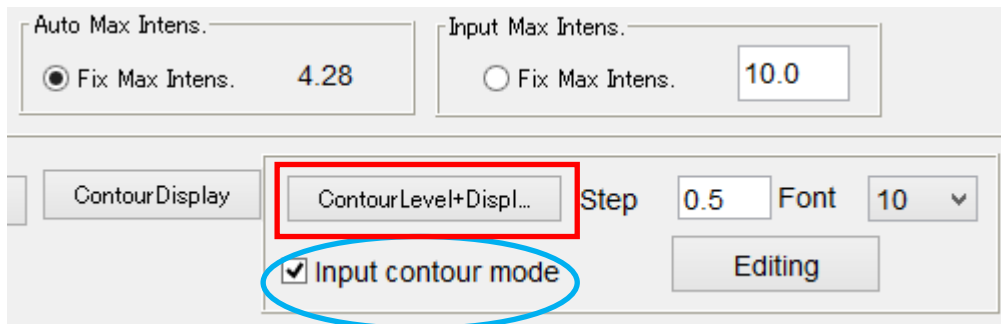 Auto Max Intens.
Fix Max Intens. 4.28
Input Max Intens.
Fix Max Intens. 10.0
ContourDisplay
ContourLevel+Displ...
Step 0.5 Font 10
Input contour mode
Editing